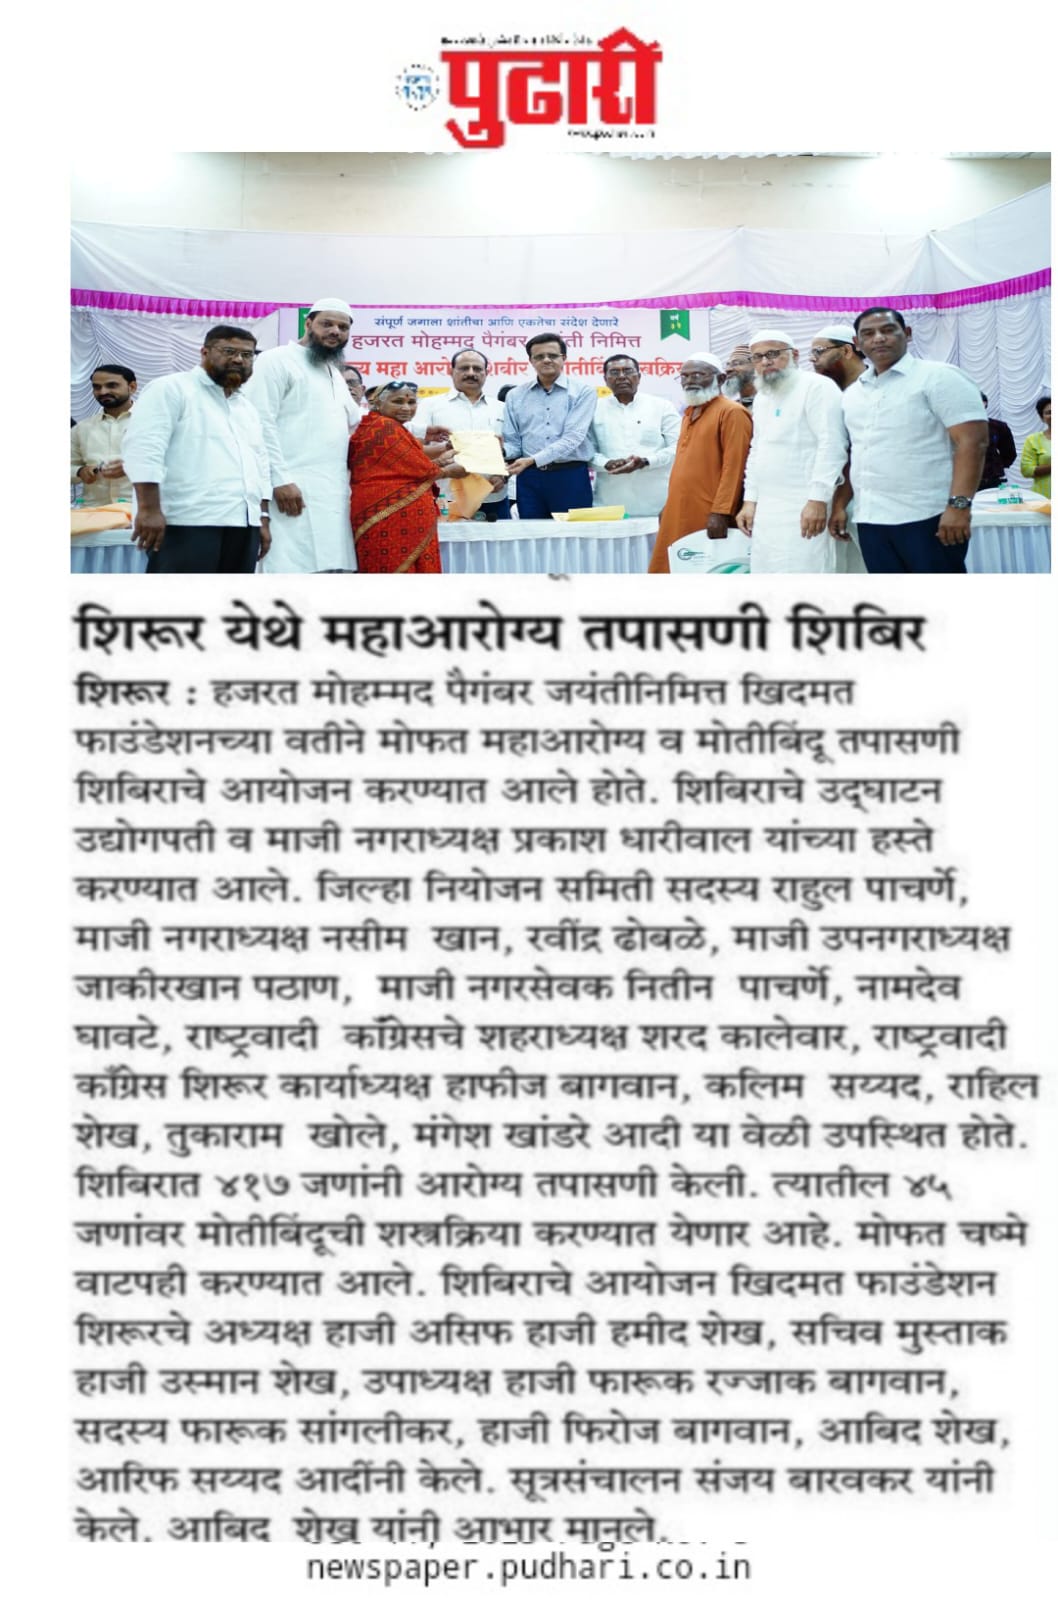 पुढारी
संपूर्ण जगाला शांतीचा आणि एकतेचा संदेश देणारे
हजरत मोहम्मद पैगंबर निमित्त
महा
शिरूर येथे महाआरोग्य तपासणी शिबिर
शिरूर : हजरत मोहम्मद पैगंबर जयंतीनिमित्त खिदमत
फाउंडेशनच्या वतीने मोफत महाआरोग्य व मोतीबिंदू तपासणी
शिबिराचे आयोजन करण्यात आले होते. शिबिराचे उद्घाटन
उद्योगपती व माजी नगराध्यक्ष प्रकाश धारीवाल यांच्या हस्ते
करण्यात आले. जिल्हा नियोजन समिती सदस्य राहुल पाचर्णे,
माजी नगराध्यक्ष नसीम खान, रवींद्र ढोबळे, माजी उपनगराध्यक्ष
जाकीरखान पठाण, माजी नगरसेवक नितीन पाचर्णे, नामदेव
घावटे, राष्ट्रवादी काँग्रेसचे शहराध्यक्ष शरद कालेवार, राष्ट्रवादी
काँग्रेस शिरूर कार्याध्यक्ष हाफीज बागवान, कलिम सय्यद, राहिल
शेख, तुकाराम खोले, मंगेश खांडरे आदी या वेळी उपस्थित होते.
शिबिरात ४१७ जणांनी आरोग्य तपासणी केली. त्यातील ४५
जणांवर मोतीबिंदूची शस्त्रक्रिया करण्यात येणार आहे. मोफत चष्मे
वाटपही करण्यात आले. शिबिराचे आयोजन खिदमत फाउंडेशन
शिरूरचे अध्यक्ष हाजी असिफ हाजी हमीद शेख, सचिव मुस्ताक
हाजी उस्मान शेख, उपाध्यक्ष हाजी फारूक रज्जाक बागवान,
सदस्य फारूक सांगलीकर, हाजी फिरोज बागवान, आबिद शेख,
आरिफ सय्यद आदींनी केले. सूत्रसंचालन संजय बारवकर यांनी
केले. आबिद शेख यांनी आभार मानले.
newspaper.pudhari.co.in